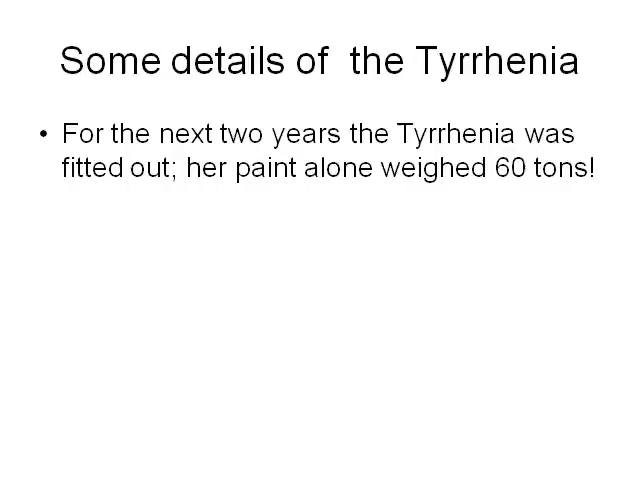 Some details of  the Tyrrhenia
• For the next two years the Tyrrhenia was
fitted out; her paint alone weighed 60 tons!